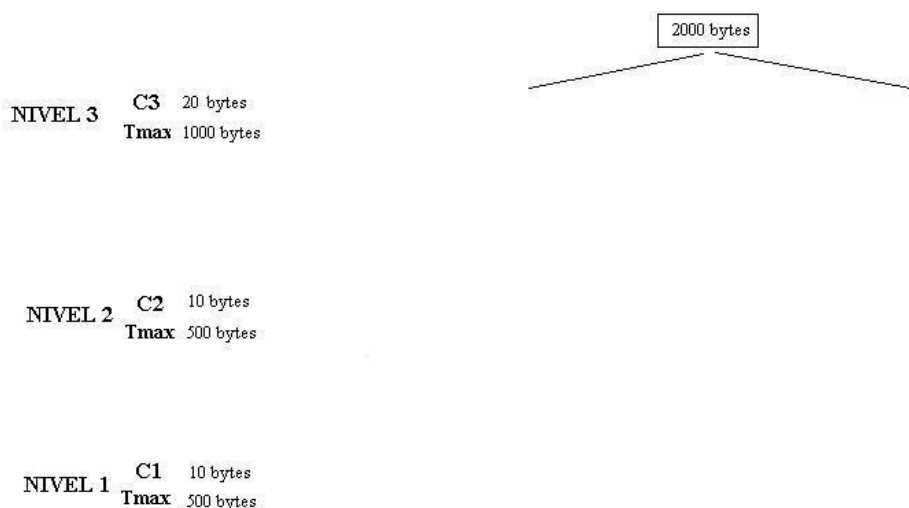 2000 bytes
NIVEL 3 C3 20 bytes
Tmax 1000 bytes
NIVEL 2 C2 10 bytes
Tmax 500 bytes
NIVEL 1 C1 10 bytes
Tmax 500 bytes